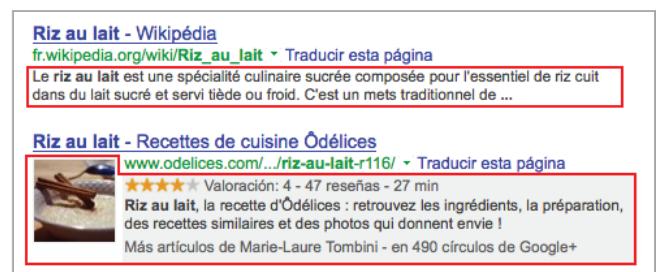 Riz au lait - Wikipédia
fr.wikipedia.org/wiki/Riz_au_lait ▾ Traducir esta página
Le riz au lait est une spécialité culinaire sucrée composée pour l'essentiel de riz cuit
dans du lait sucré et servi tiède ou froid. C'est un mets traditionnel de ...
Riz au lait - Recettes de cuisine Ôdélices
www.odelices.com/.../riz-au-lait-r116/ ▾ Traducir esta página
★★★★★ Valoración: 4 - 47 reseñas - 27 min
Riz au lait, la recette d'Ôdélices : retrouvez les ingrédients, la préparation,
des recettes similaires et des photos qui donnent envie !
Más artículos de Marie-Laure Tombini - en 490 círculos de Google+